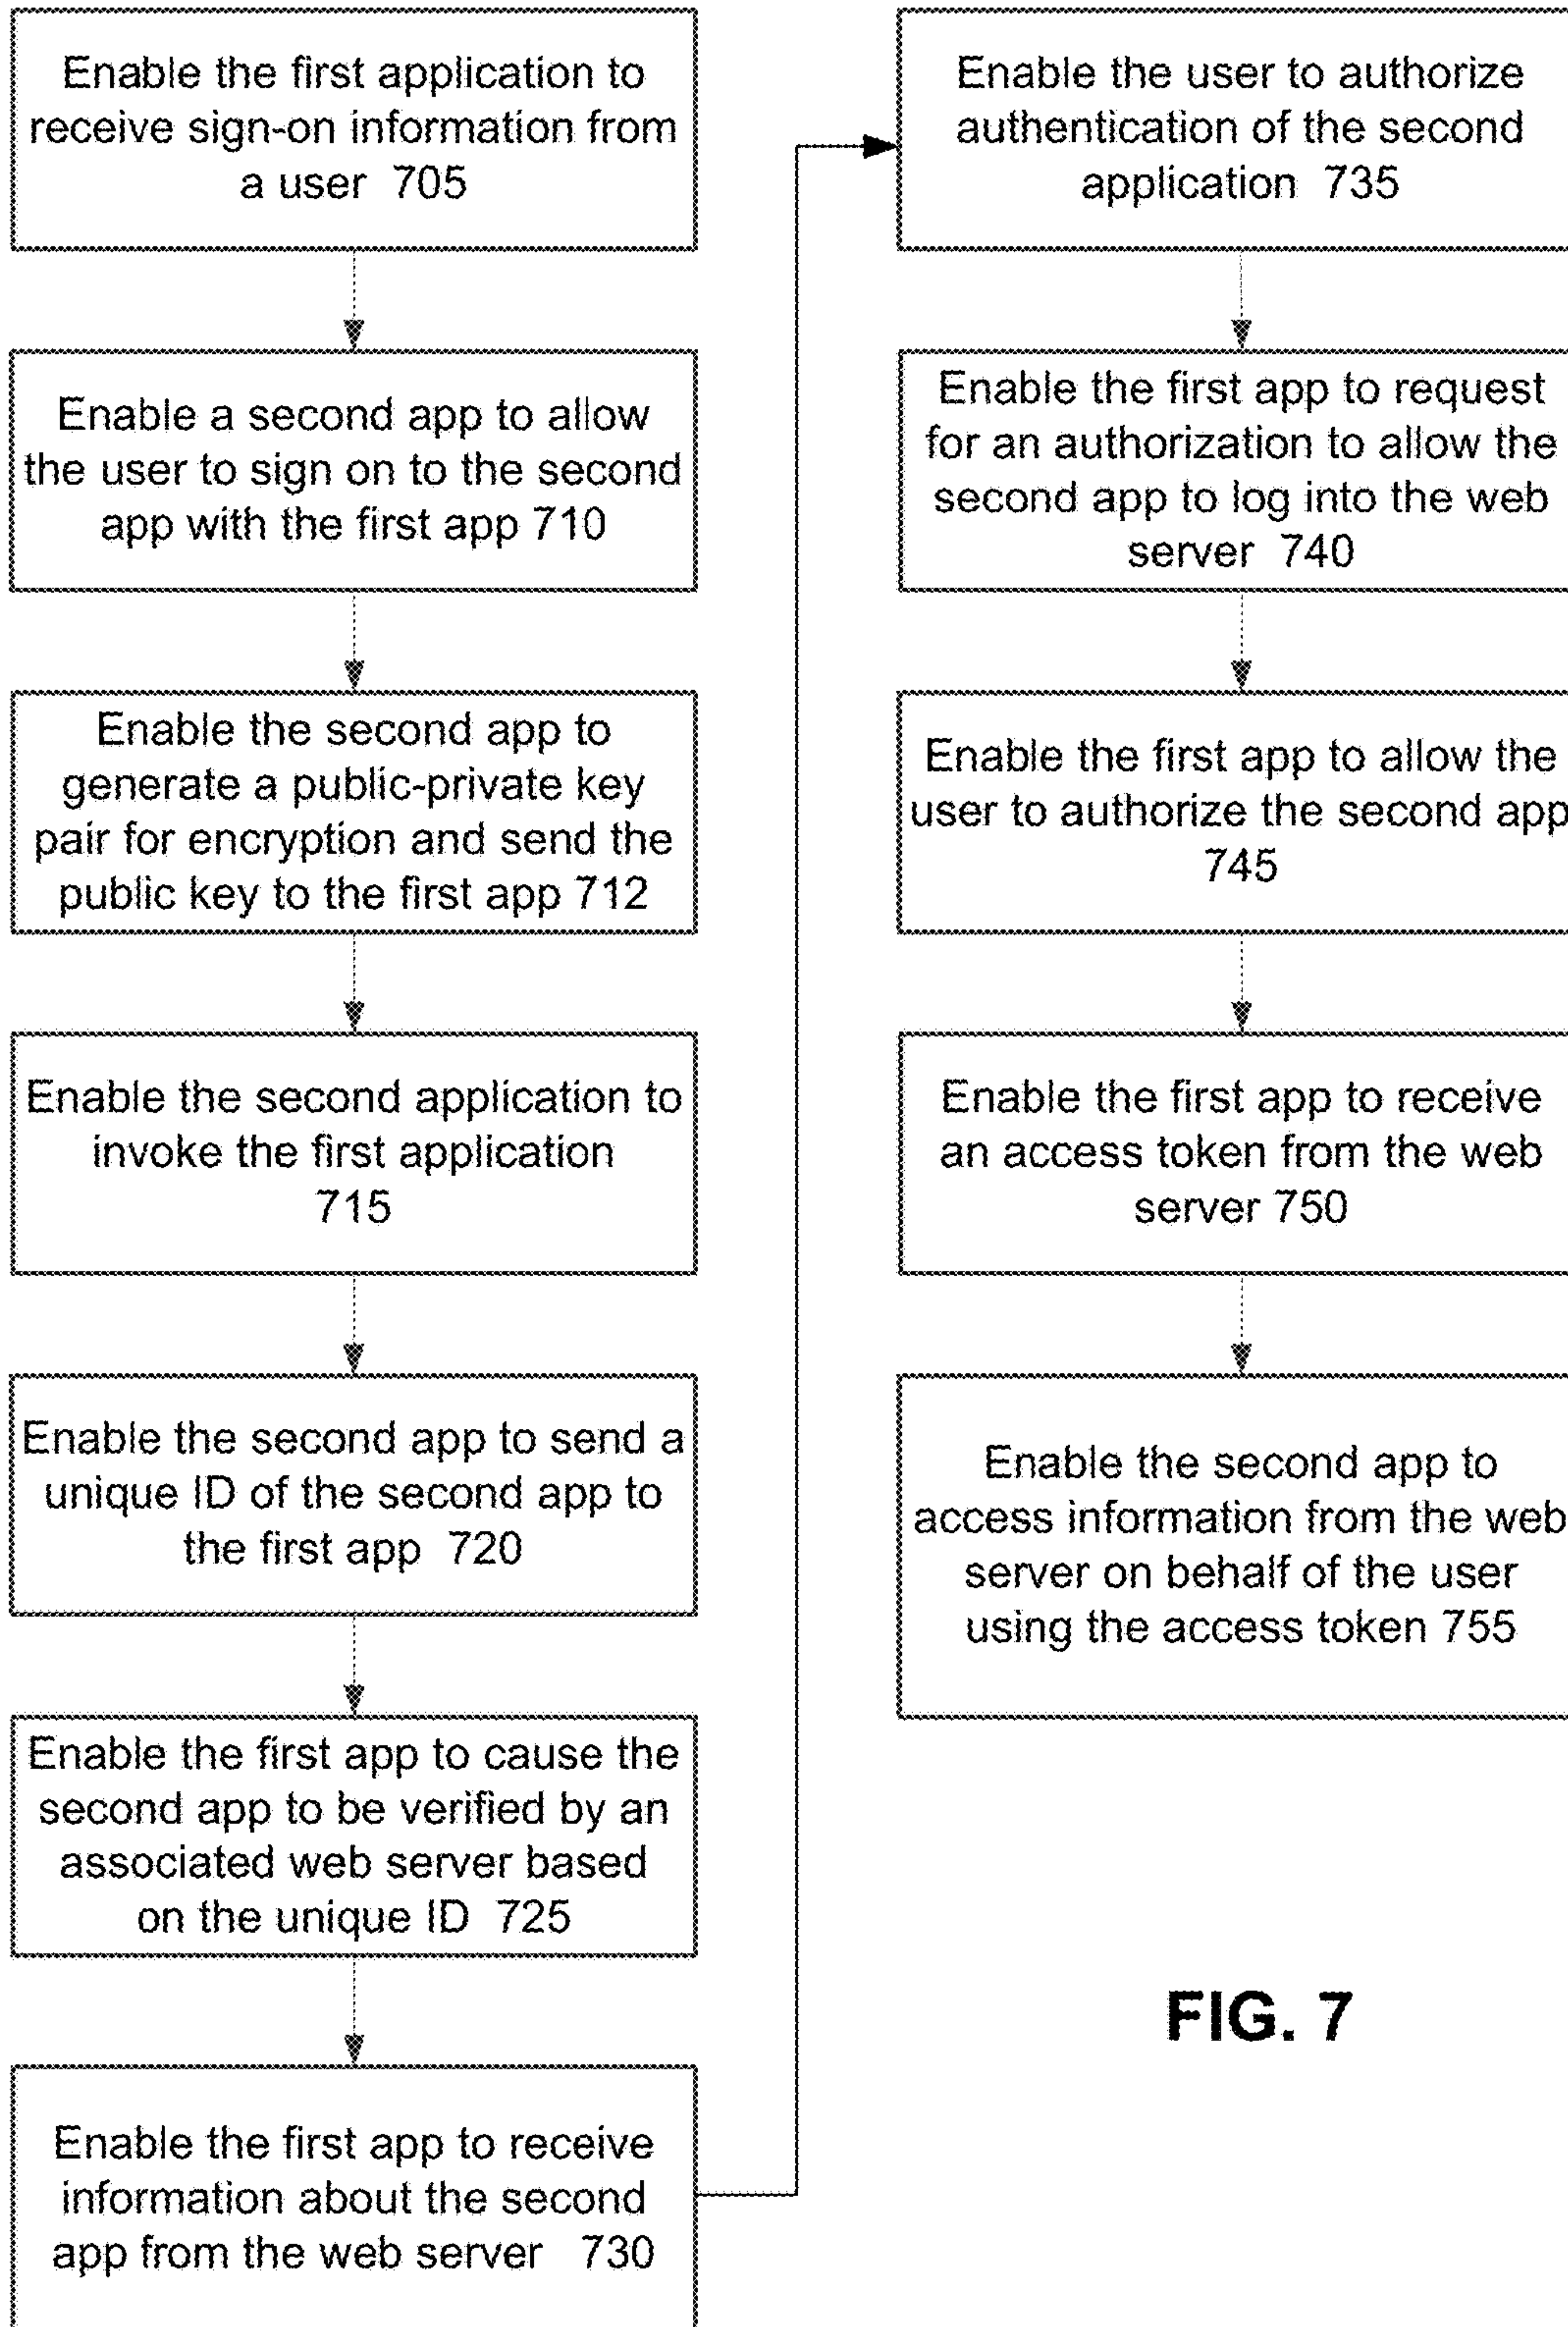 Enable the first application to
receive sign-on information from
a user 705
Enable a second app to allow
the user to sign on to the second
app with the first app 710
Enable the second app to
generate a public-private key
pair for encryption and send the
public key to the first app 712
Enable the second application to
invoke the first application
715
Enable the second app to send a
unique ID of the second app to
the first app 720
Enable the first app to cause the
second app to be verified by an
associated web server based
on the unique ID 725
Enable the first app to receive
information about the second
app from the web server 730
Enable the user to authorize
authentication of the second
application 735
Enable the first app to request
for an authorization to allow the
second app to log into the web
server 740
Enable the first app to allow the
user to authorize the second app
745
Enable the first app to receive
an access token from the web
server 750
Enable the second app to
access information from the web
server on behalf of the user
using the access token 755
FIG. 7